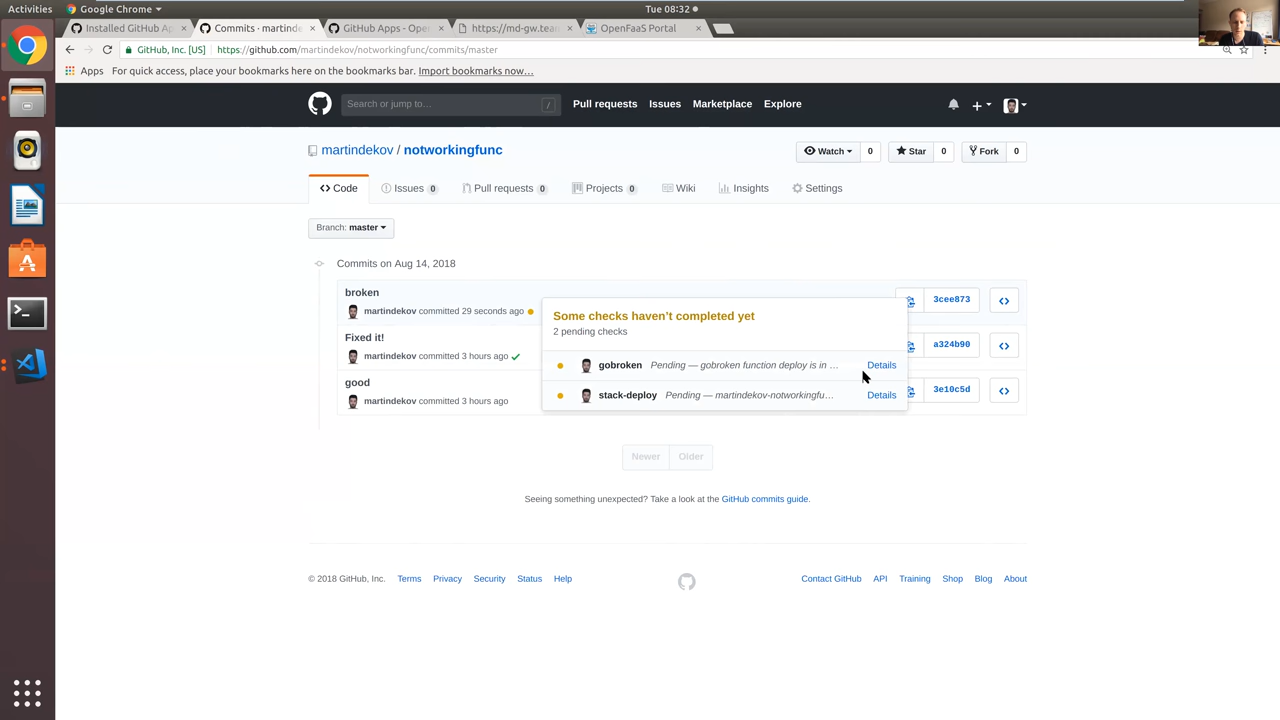 Activities
Google Chrome
Tue 08:32
Installed GitHub Ap
Commits · martinde
GitHub Apps - Open
https://md-gw.team
OpenFaaS Portal
GitHub, Inc. [US]
https://github.com/martindekov/notworkingfunc/commits/master
Apps
For quick access, place your bookmarks here on the bookmarks bar. Import bookmarks now…
Search or jump to…
/
Pull requests
Issues
Marketplace
Explore
martindekov / notworkingfunc
Watch
0
Star
0
Fork
0
Code
Issues 0
Pull requests 0
Projects 0
Wiki
Insights
Settings
Branch: master
Commits on Aug 14, 2018
broken
martindekov committed 29 seconds ago
3cee873
Some checks haven't completed yet
2 pending checks
Fixed it!
martindekov committed 3 hours ago
a324b90
gobroken Pending — gobroken function deploy is in … Details
good
martindekov committed 3 hours ago
3e10c5d
stack-deploy Pending — martindekov-notworkingfu… Details
Newer
Older
Seeing something unexpected? Take a look at the GitHub commits guide.
© 2018 GitHub, Inc.
Terms
Privacy
Security
Status
Help
Contact GitHub
API
Training
Shop
Blog
About